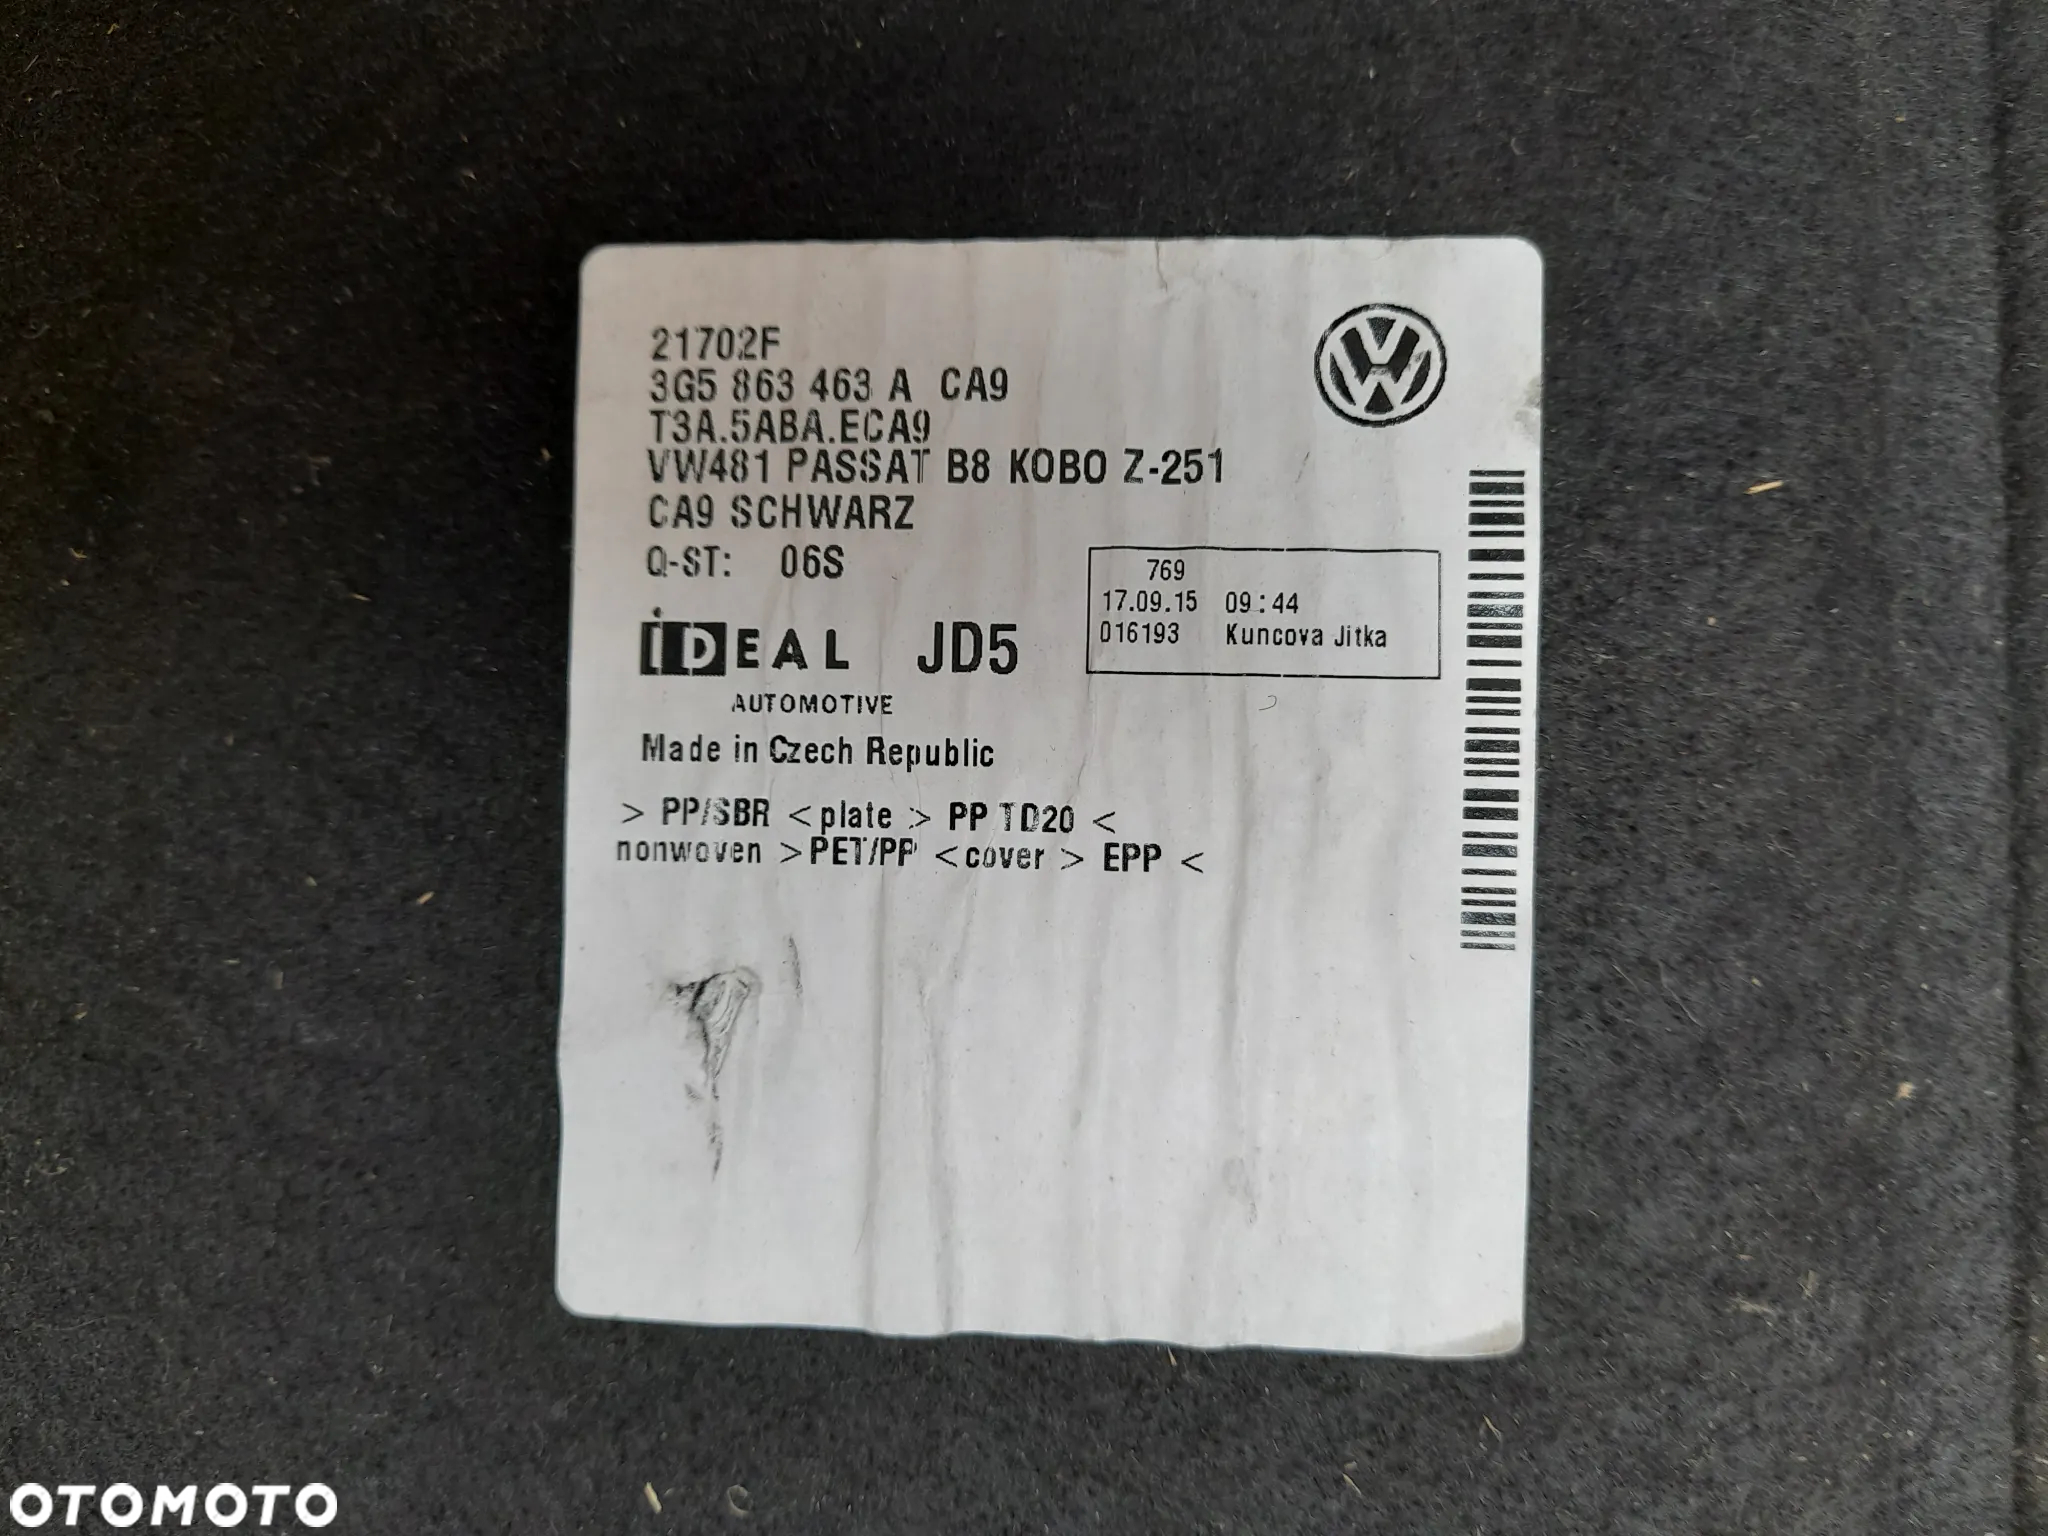 21702F
3G5 863 463 A CA9
T3A.5ABA.ECA9
VW481 PASSAT B8 KOBO Z-251
CA9 SCHWARZ
Q-ST: 06S
769
17.09.15 09:44
016193 Kuncova Jitka
iDEAL JD5
AUTOMOTIVE
Made in Czech Republic
> PP/SBR < plate > PP TD20 <
nonwoven >PET/PP <cover > EPP <
OTOMOTO